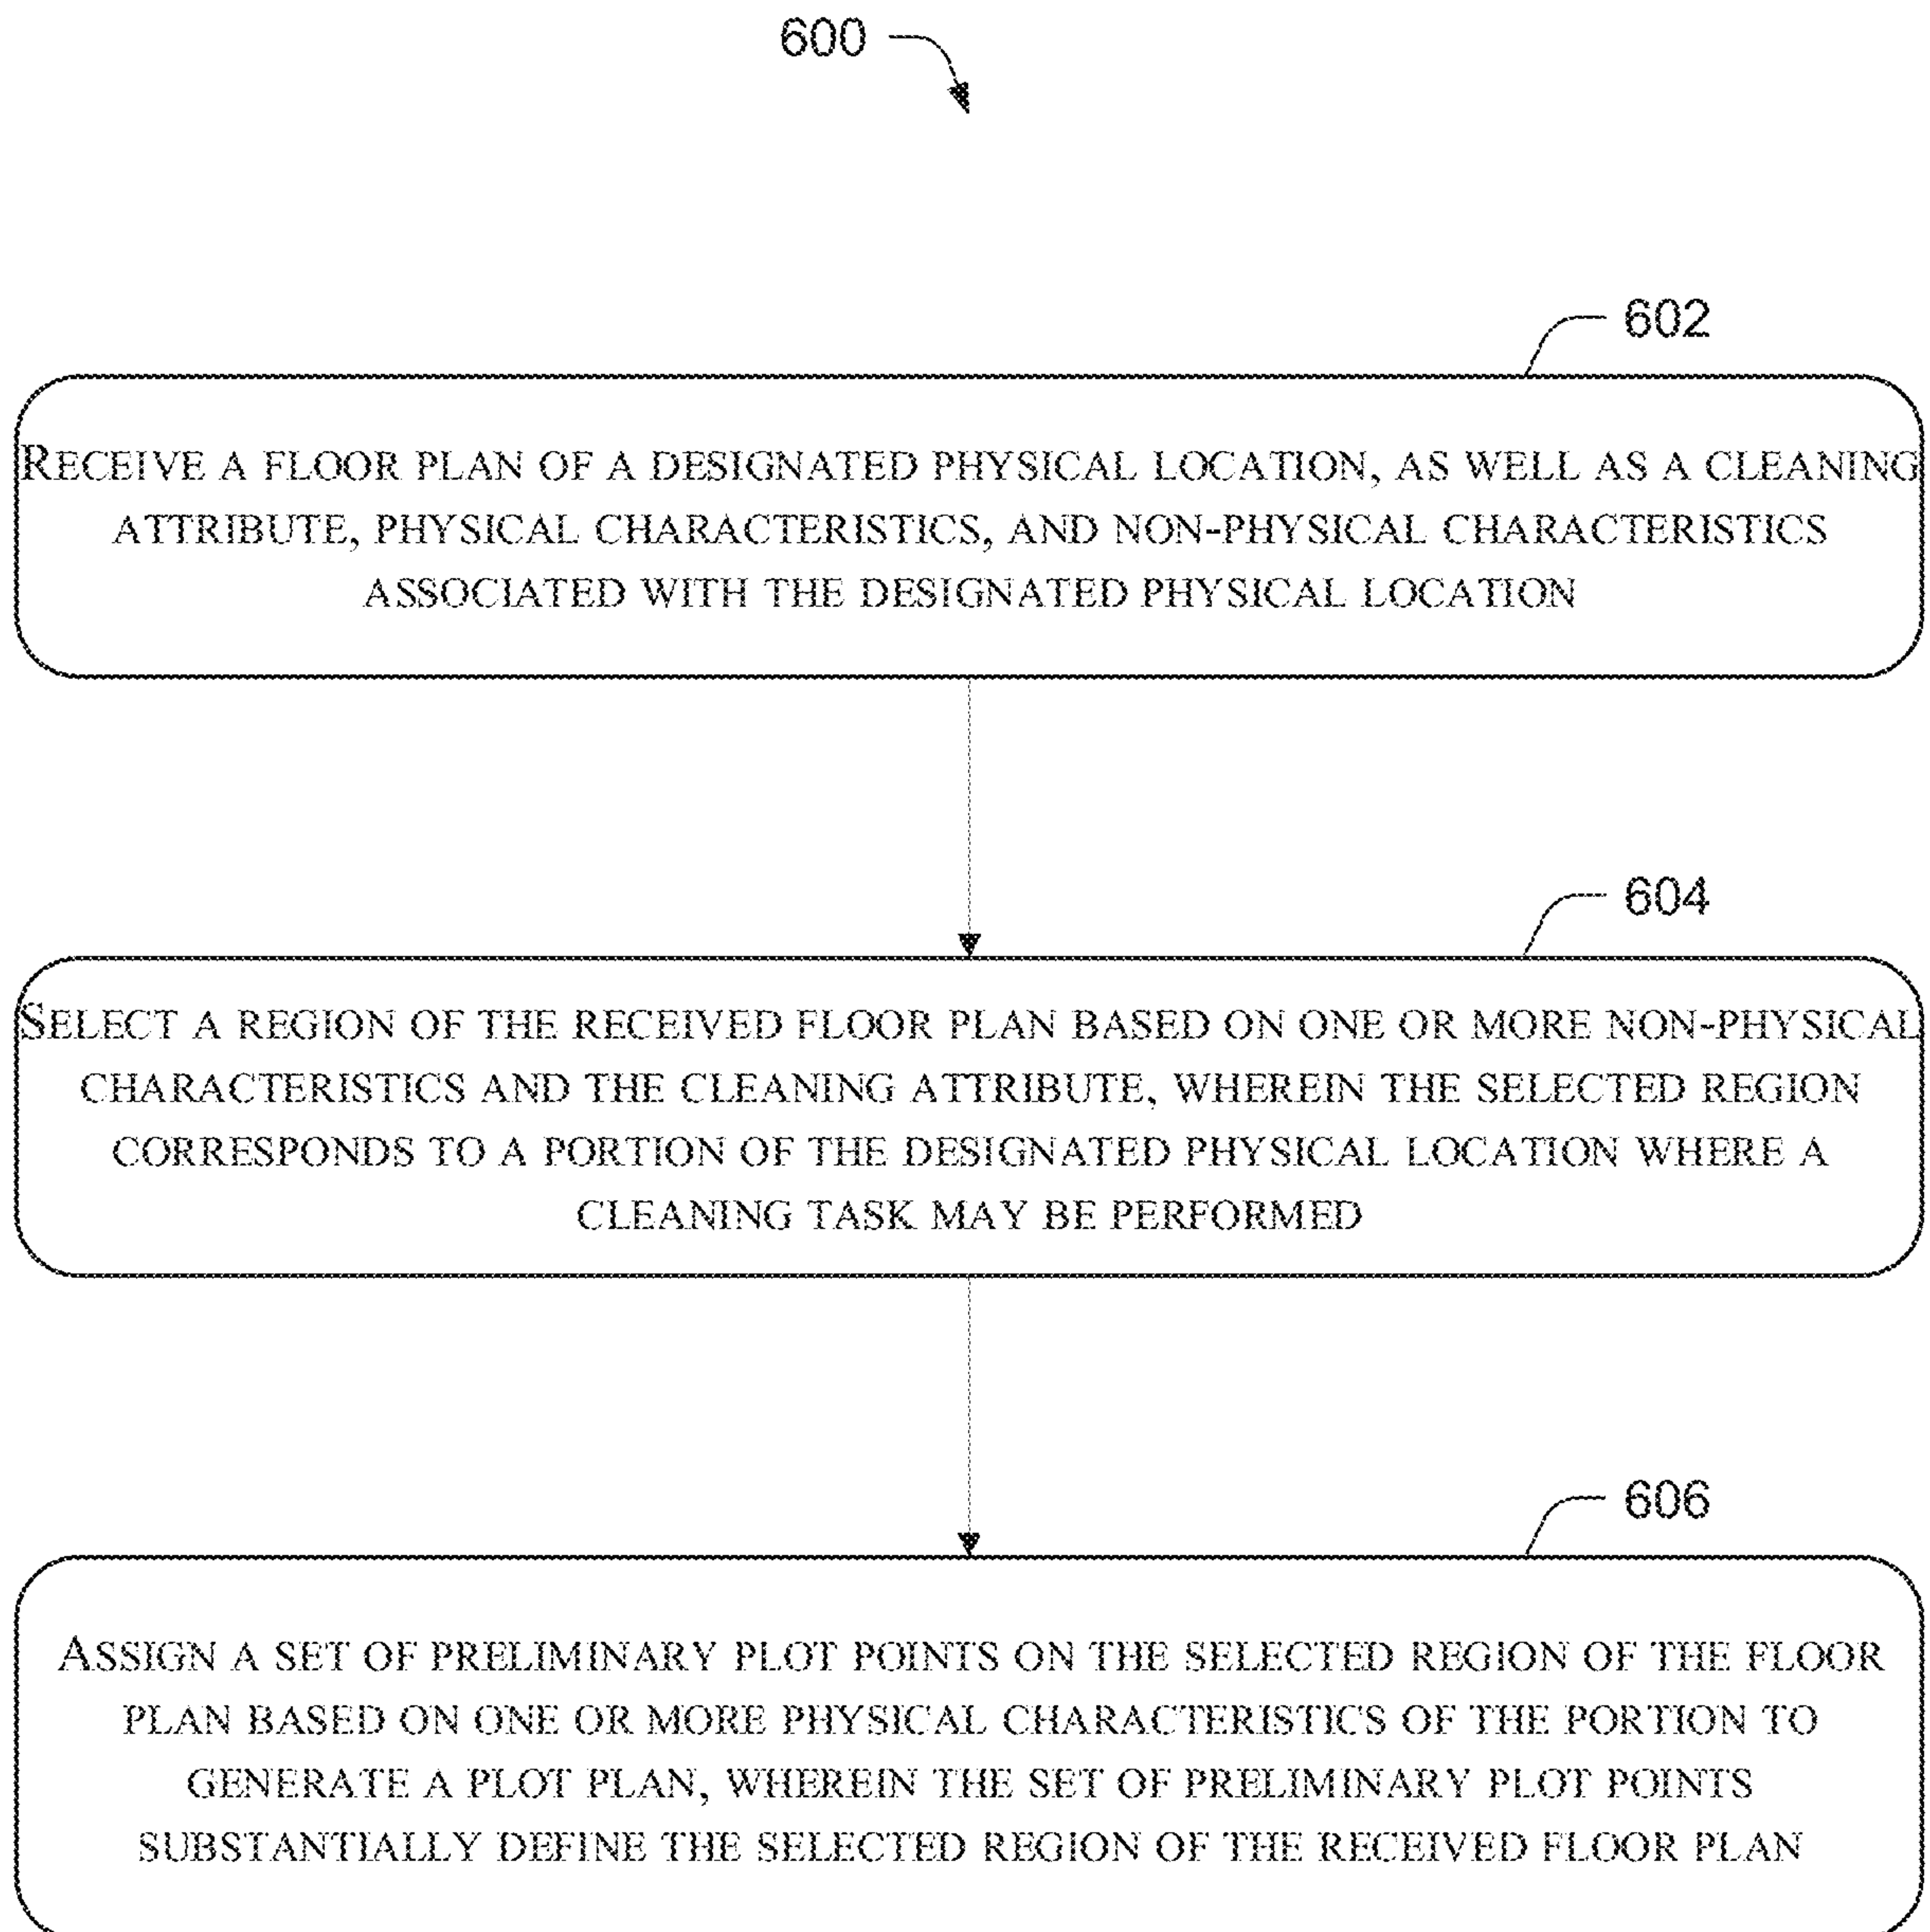 600
602
RECEIVE A FLOOR PLAN OF A DESIGNATED PHYSICAL LOCATION, AS WELL AS A CLEANING
ATTRIBUTE, PHYSICAL CHARACTERISTICS, AND NON-PHYSICAL CHARACTERISTICS
ASSOCIATED WITH THE DESIGNATED PHYSICAL LOCATION
604
SELECT A REGION OF THE RECEIVED FLOOR PLAN BASED ON ONE OR MORE NON-PHYSICAL
CHARACTERISTICS AND THE CLEANING ATTRIBUTE, WHEREIN THE SELECTED REGION
CORRESPONDS TO A PORTION OF THE DESIGNATED PHYSICAL LOCATION WHERE A
CLEANING TASK MAY BE PERFORMED
606
ASSIGN A SET OF PRELIMINARY PLOT POINTS ON THE SELECTED REGION OF THE FLOOR
PLAN BASED ON ONE OR MORE PHYSICAL CHARACTERISTICS OF THE PORTION TO
GENERATE A PLOT PLAN, WHEREIN THE SET OF PRELIMINARY PLOT POINTS
SUBSTANTIALLY DEFINE THE SELECTED REGION OF THE RECEIVED FLOOR PLAN